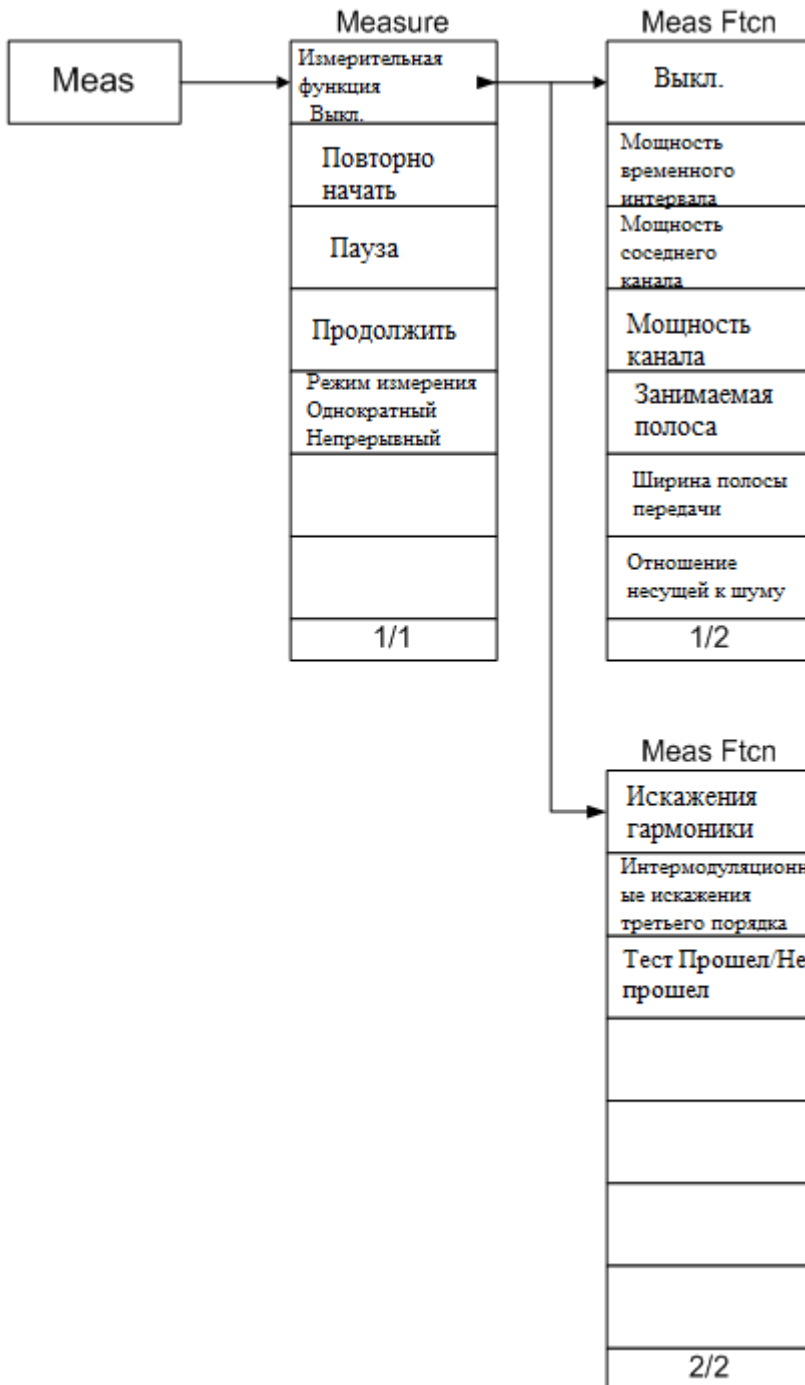 Meas
Measure
Измерительная
функция
Выкл.
Повторно
начать
Пауза
Продолжить
Режим измерения
Однократный
Непрерывный
1/1
Meas Ftcn
Выкл.
Мощность
временного
интервала
Мощность
соседнего
канала
Мощность
канала
Занимаемая
полоса
Ширина полосы
передачи
Отношение
несущей к шуму
1/2
Meas Ftcn
Искажения
гармоники
Интермодуляционн
ые искажения
третьего порядка
Тест Прошел/Не
прошел
2/2